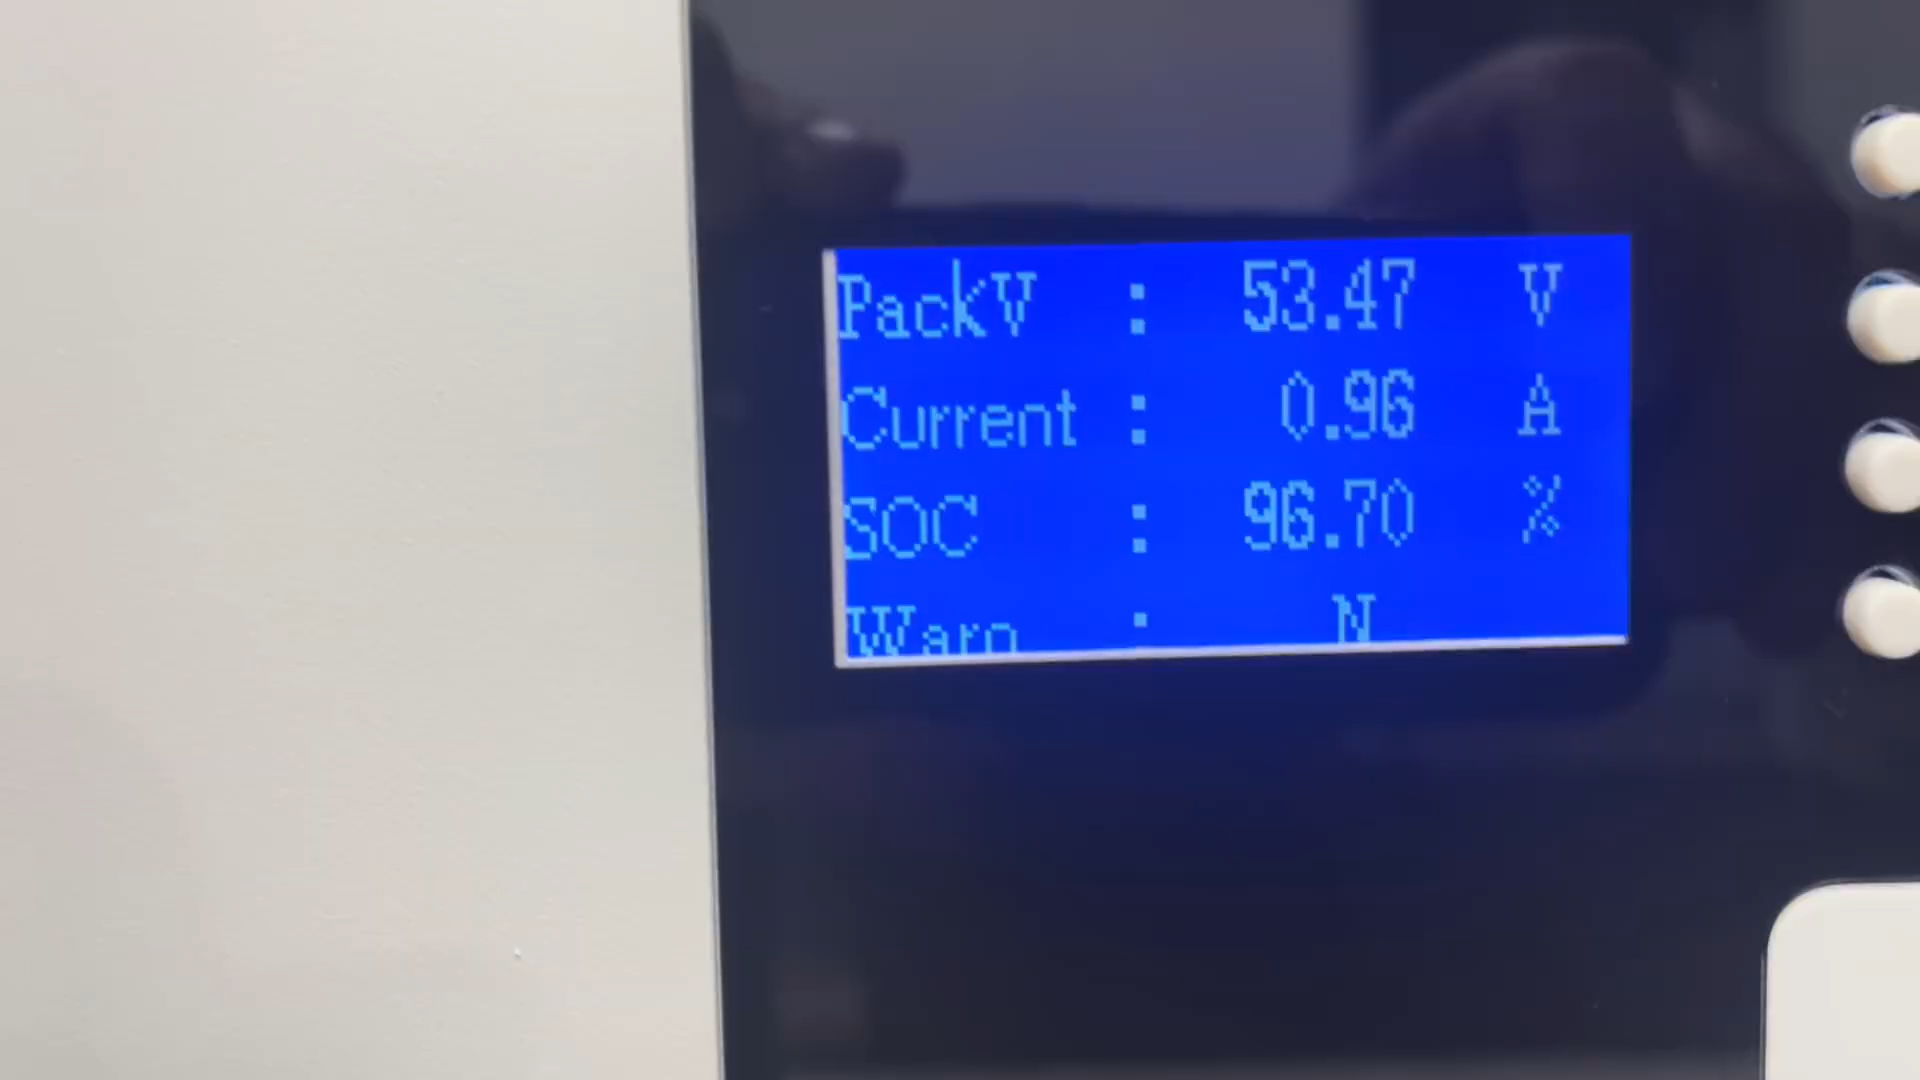 PackV : 53.47 V
Current : 0.96 A
SOC : 96.70 %
Warn : N